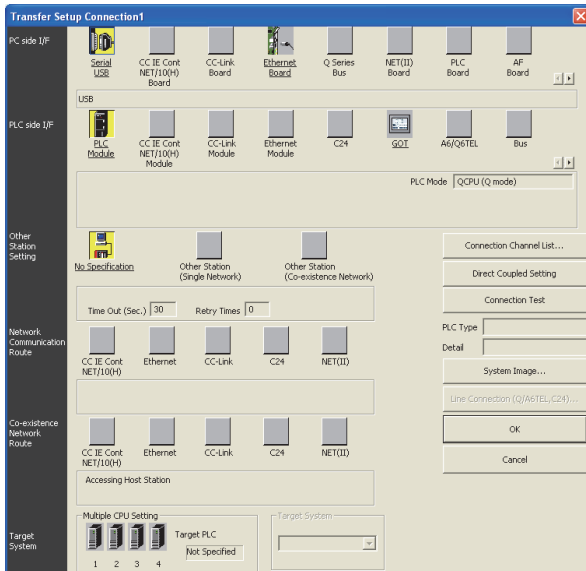 Transfer Setup Connection1
PC side I/F
Serial USB
CC IE Cont NET/10(H) Board
CC-Link Board
Ethernet Board
Q Series Bus
NET(II) Board
PLC Board
AF Board
USB
PLC side I/F
PLC Module
CC IE Cont NET/10(H) Module
CC-Link Module
Ethernet Module
C24
GOT
A6/Q6TEL
Bus
PLC Mode QCPU (Q mode)
Other Station Setting
No Specification
Other Station (Single Network)
Other Station (Co-existence Network)
Time Out (Sec.) 30 Retry Times 0
Connection Channel List...
Direct Coupled Setting
Connection Test
PLC Type
Detail
System Image...
Line Connection (Q/A6TEL,C24)...
OK
Cancel
Network Communication Route
CC IE Cont NET/10(H)
Ethernet
CC-Link
C24
NET(II)
Co-existence Network Route
CC IE Cont NET/10(H)
Ethernet
CC-Link
C24
NET(II)
Accessing Host Station
Target System
Multiple CPU Setting
1 2 3 4
Target PLC
Not Specified
Target System